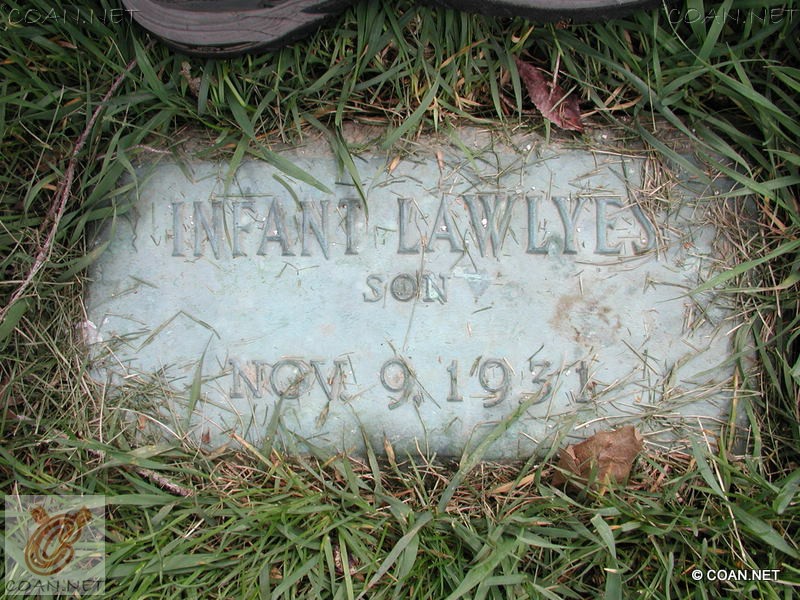 COAN.NET COAN.NET
INFANT LAWLYES
SON
NOV. 9. 1931
COAN.NET
© COAN.NET